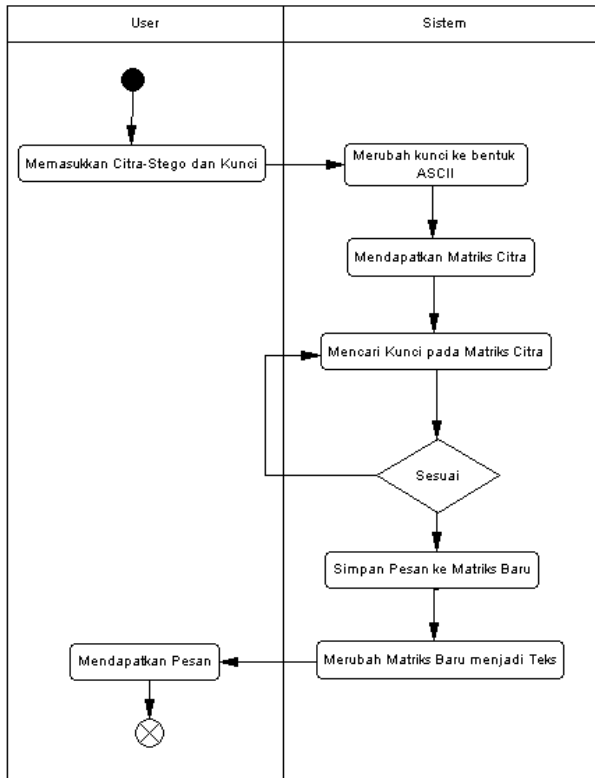 User
Sistem
Memasukkan Citra-Stego dan Kunci
Merubah kunci ke bentuk
ASCII
Mendapatkan Matriks Citra
Mencari Kunci pada Matriks Citra
Sesuai
Simpan Pesan ke Matriks Baru
Merubah Matriks Baru menjadi Teks
Mendapatkan Pesan